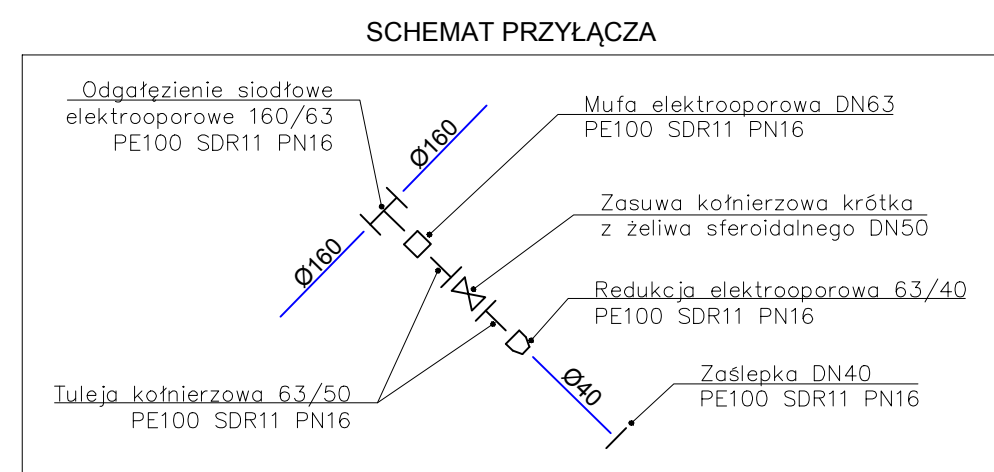 SCHEMAT PRZYŁĄCZA
Odgałęzienie siodłowe
elektrooporowe 160/63
PE100 SDR11 PN16
Ø160
Mufa elektrooporowa DN63
PE100 SDR11 PN16
Ø160
Zasuwa kołnierzowa krótka
z żeliwa sferoidalnego DN50
Redukcja elektrooporowa 63/40
PE100 SDR11 PN16
Tuleja kołnierzowa 63/50
PE100 SDR11 PN16
Ø40
Zaślepka DN40
PE100 SDR11 PN16